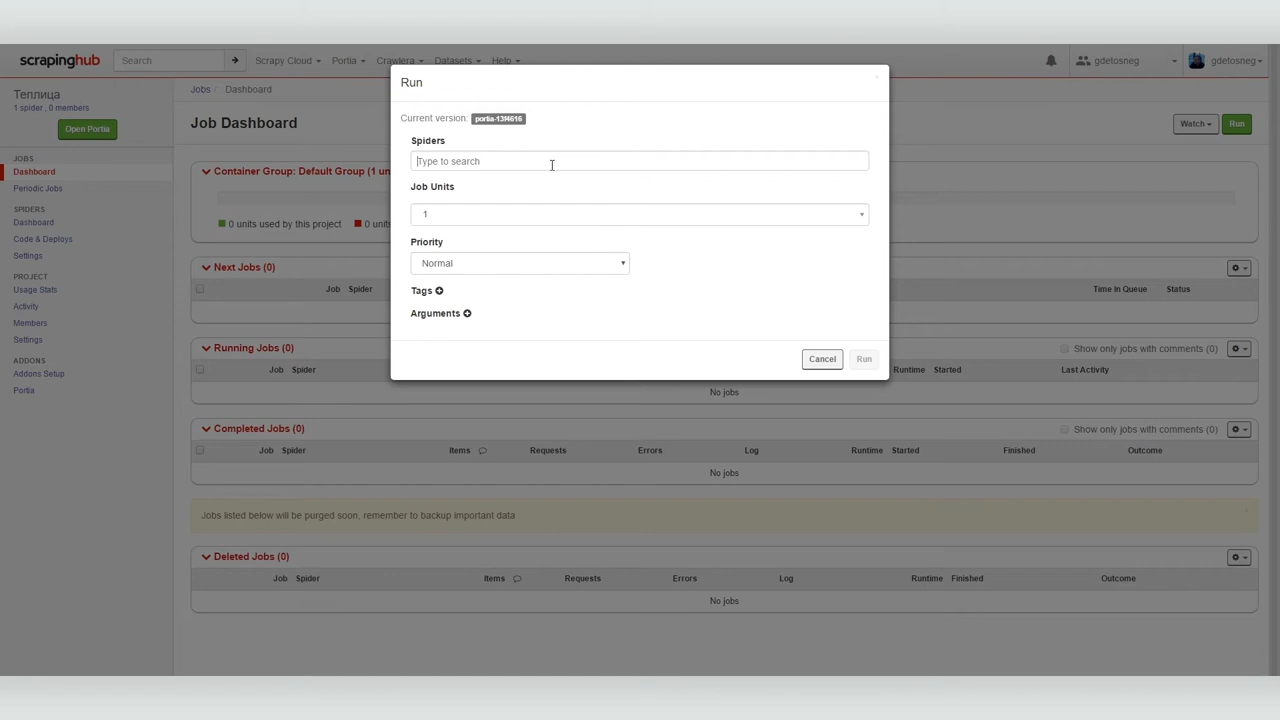 scrapinghub
Search
Scrapy Cloud
Portia
Crawlera
Datasets
Help
gdetosneg
gdetosneg
Теплица
1 spider , 0 members
Open Portia
JOBS
Dashboard
Periodic Jobs
SPIDERS
Dashboard
Code & Deploys
Settings
PROJECT
Usage Stats
Activity
Members
Settings
ADDONS
Addons Setup
Portia
Jobs / Dashboard
Job Dashboard
Watch
Run
Run
Current version: portia-13f4616
Spiders
Type to search
Job Units
1
Priority
Normal
Tags
Arguments
Cancel
Run
Container Group: Default Group (1 un
0 units used by this project
0 units
Next Jobs (0)
Job Spider Time In Queue Status
Running Jobs (0)
Show only jobs with comments (0)
Job Spider Runtime Started Last Activity
No jobs
Completed Jobs (0)
Show only jobs with comments (0)
Job Spider Items Requests Errors Log Runtime Started Finished Outcome
No jobs
Jobs listed below will be purged soon, remember to backup important data
Deleted Jobs (0)
Job Spider Items Requests Errors Log Runtime Finished Outcome
No jobs